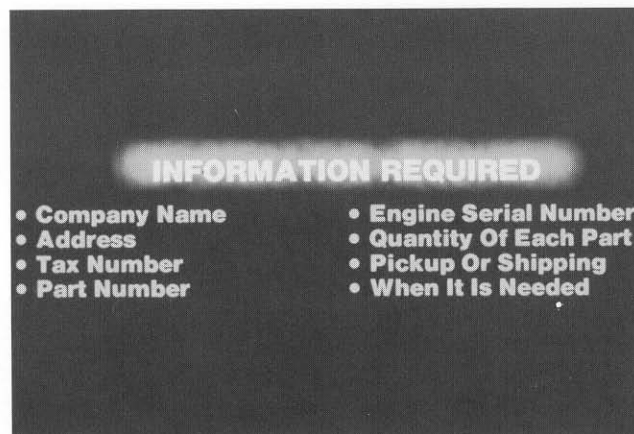 INFORMATION REQUIRED
• Company Name
• Address
• Tax Number
• Part Number
• Engine Serial Number
• Quantity Of Each Part
• Pickup Or Shipping
• When It Is Needed